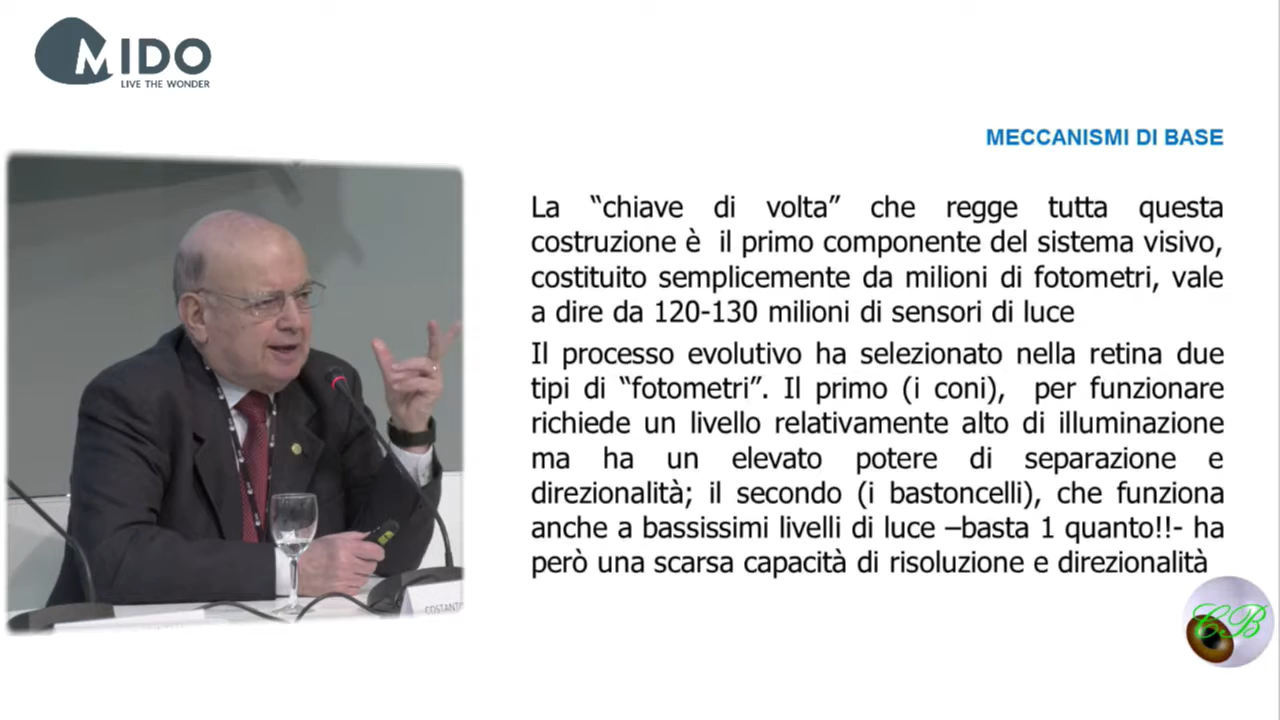 MIDO
LIVE THE WONDER
MECCANISMI DI BASE
La “chiave di volta” che regge tutta questa
costruzione è il primo componente del sistema visivo,
costituito semplicemente da milioni di fotometri, vale
a dire da 120-130 milioni di sensori di luce
Il processo evolutivo ha selezionato nella retina due
tipi di “fotometri”. Il primo (i coni), per funzionare
richiede un livello relativamente alto di illuminazione
ma ha un elevato potere di separazione e
direzionalità; il secondo (i bastoncelli), che funziona
anche a bassissimi livelli di luce –basta 1 quanto!!- ha
però una scarsa capacità di risoluzione e direzionalità
COSTANT
CB